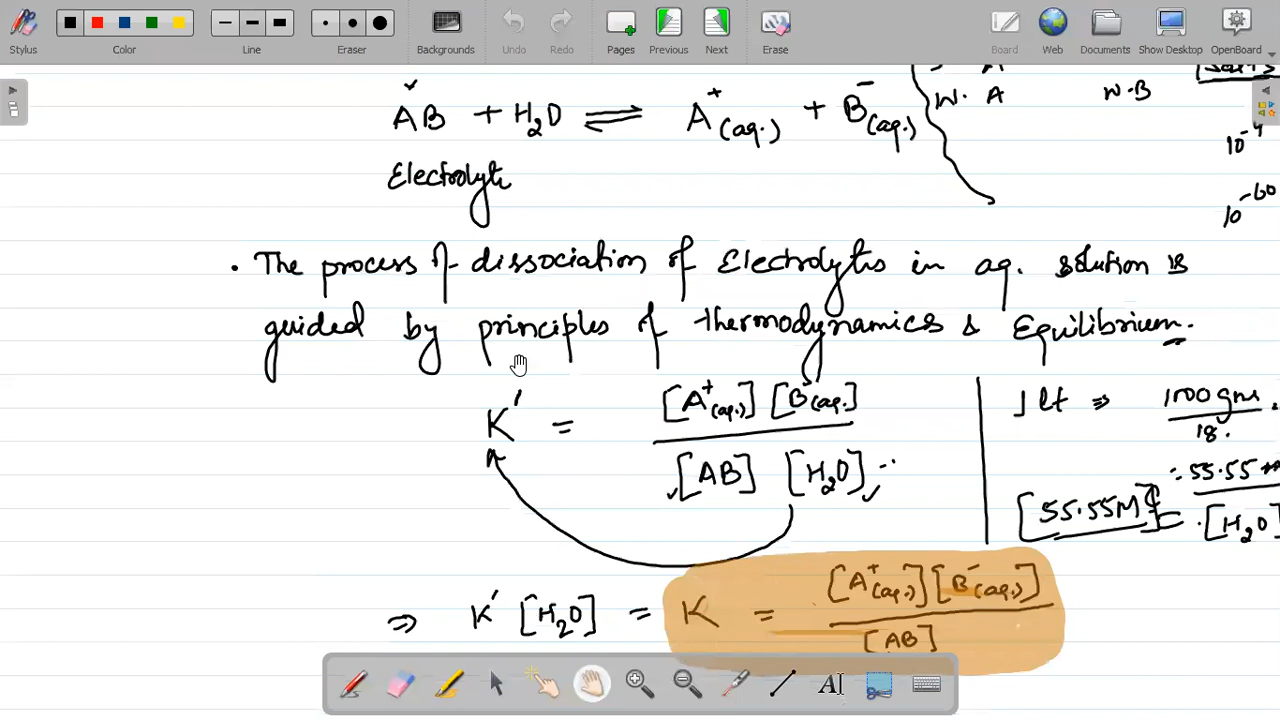 Stylus Color Line Eraser Backgrounds Undo Redo Pages Previous Next Erase Board Web Documents Show Desktop OpenBoard
W. A W.B
AB + H₂O ⇌ A⁺(aq.) + B⁻(aq.)
10⁻⁴
Electrolyte
10⁻⁶⁰
• The process of dissociation of Electrolytes in aq. solution is
guided by principles of thermodynamics & Equilibrium.
K' = [A⁺(aq.)] [B⁻(aq.)] / [AB] [H₂O]
1 lt ⇒ 1000 gms / 18.
= 55.55
[55.55M] = [H₂O]
⇒ K' [H₂O] = K = [A⁺(aq.)] [B⁻(aq.)] / [AB]